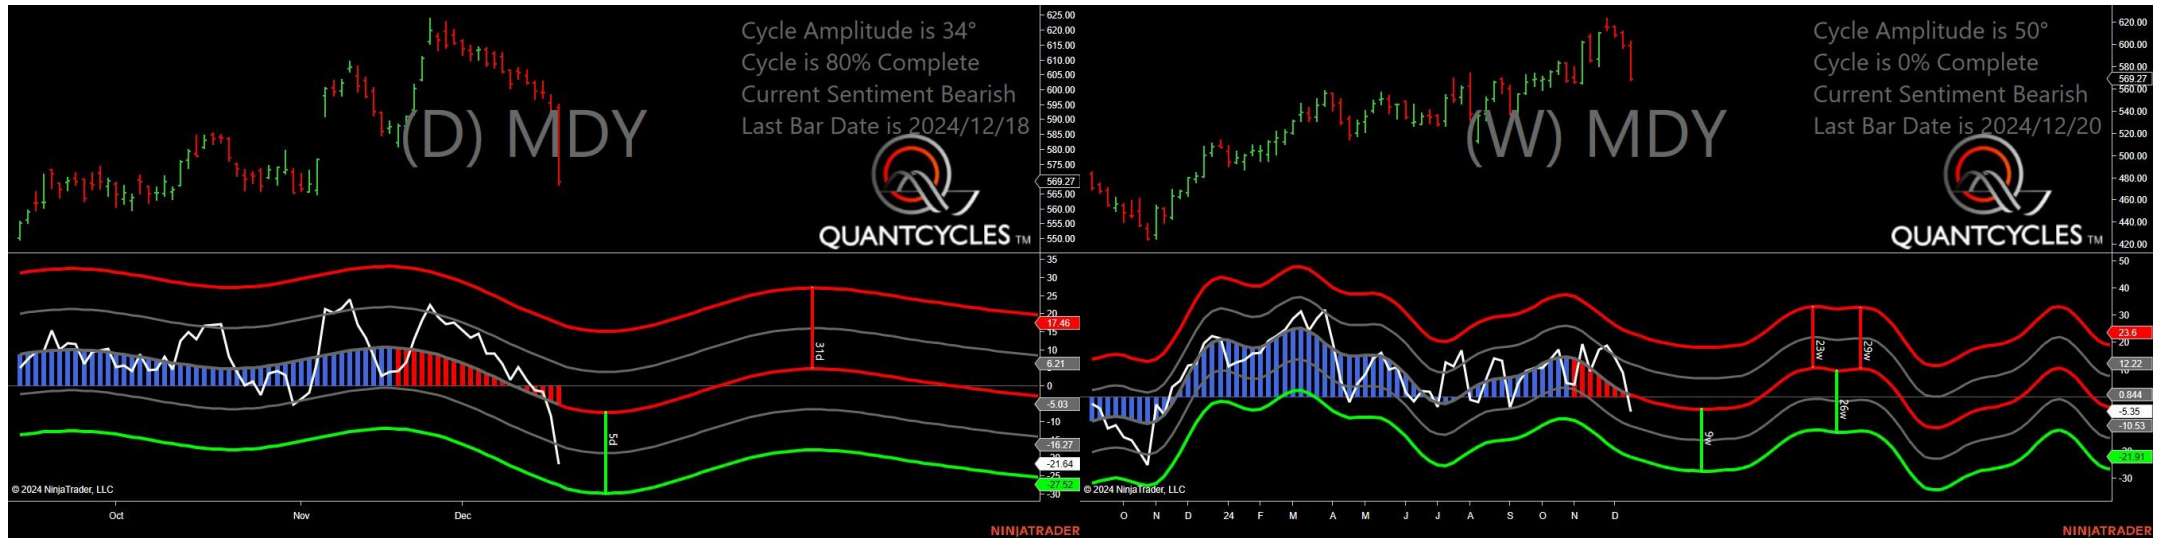 Cycle Amplitude is 34°
Cycle is 80% Complete
Current Sentiment Bearish
Last Bar Date is 2024/12/18
(D) MDY
QUANTCYCLES TM
625.00
620.00
615.00
610.00
605.00
600.00
595.00
590.00
585.00
580.00
575.00
569.27
565.00
560.00
555.00
550.00
35
30
25
20
17.46
15
10
6.21
0
-5.03
-10
-16.27
-21.64
-25
-27.52
-30
31d
5d
© 2024 NinjaTrader, LLC
Oct Nov Dec
NINJATRADER
Cycle Amplitude is 50°
Cycle is 0% Complete
Current Sentiment Bearish
Last Bar Date is 2024/12/20
(W) MDY
QUANTCYCLES TM
620.00
600.00
580.00
569.27
560.00
540.00
520.00
500.00
480.00
460.00
440.00
420.00
50
40
30
23.6
20
12.22
0.844
-5.35
-10.53
-21.91
-30
23w
29w
26w
9w
© 2024 NinjaTrader, LLC
O N D 24 F M A M J J A S O N D
NINJATRADER